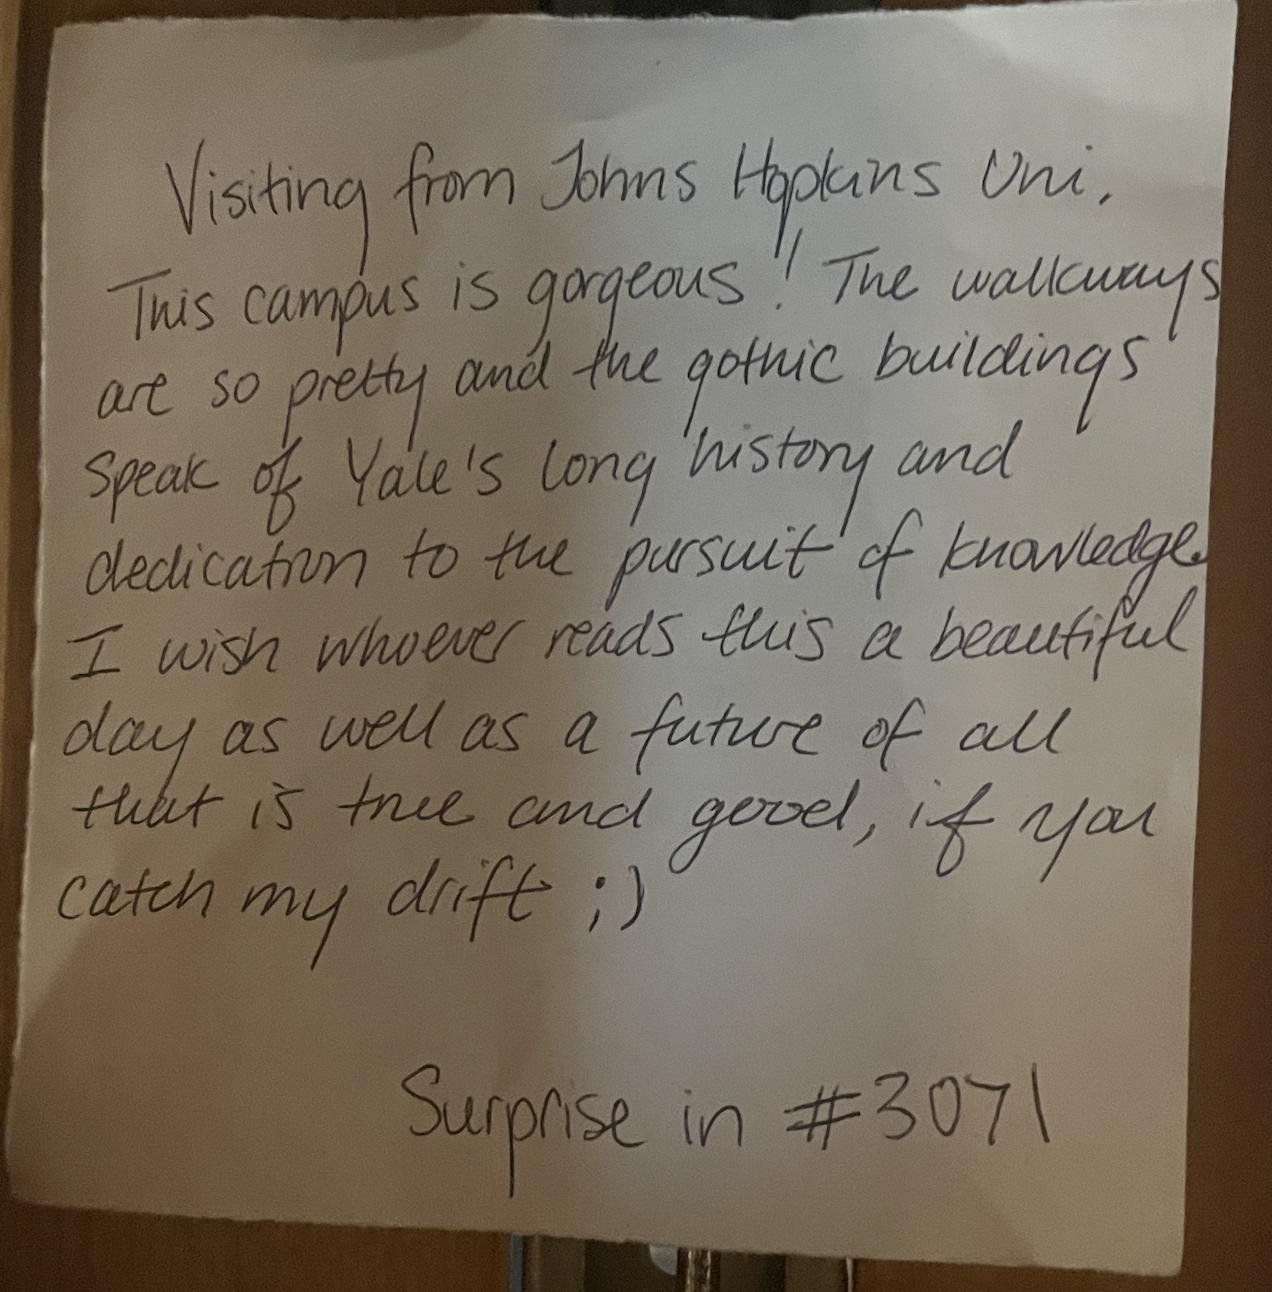 Visiting from Johns Hopkins Uni.
This campus is gorgeous! The walkways
are so pretty and the gothic buildings
speak of Yale's long history and
dedication to the pursuit of knowledge.
I wish whoever reads this a beautiful
day as well as a future of all
that is true and good, if you
catch my drift ;)
Surprise in #3071